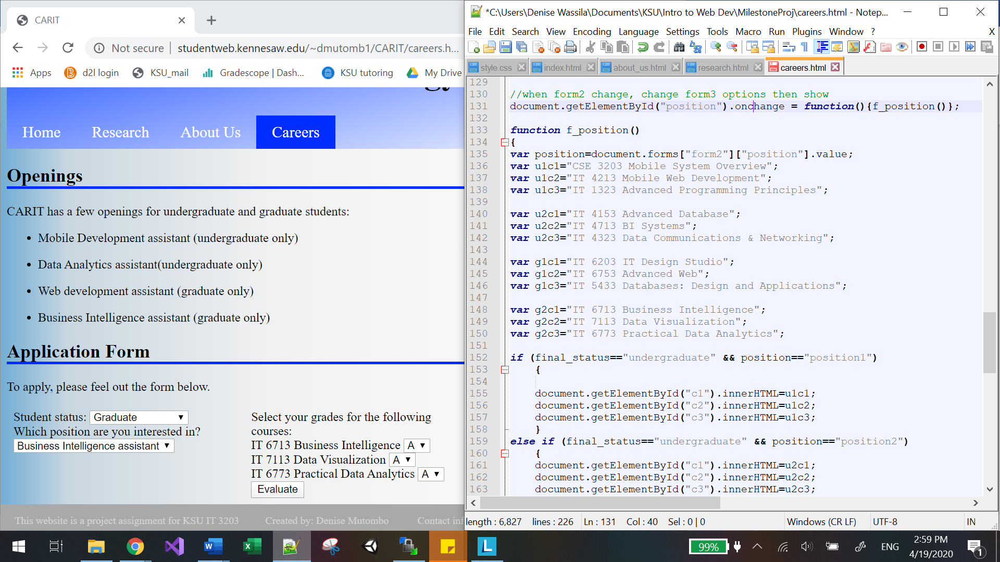 CARIT
Not secure
studentweb.kennesaw.edu/~dmutomb1/CARIT/careers.h...
Apps
d2l login
KSU_mail
Gradescope | Dash...
KSU tutoring
My Drive
Home
Research
About Us
Careers
Openings
CARIT has a few openings for undergraduate and graduate students:
• Mobile Development assistant (undergraduate only)
• Data Analytics assistant(undergraduate only)
• Web development assistant (graduate only)
• Business Intelligence assistant (graduate only)
Application Form
To apply, please feel out the form below.
Student status: Graduate
Which position are you interested in?
Business Intelligence assistant
Select your grades for the following
courses:
IT 6713 Business Intelligence A
IT 7113 Data Visualization A
IT 6773 Practical Data Analytics A
Evaluate
This website is a project assignment for KSU IT 3203
Created by: Denise Mutombo
Contact inf
*C:\Users\Denise Wassila\Documents\KSU\Intro to Web Dev\MilestoneProj\careers.html - Notep...
File Edit Search View Encoding Language Settings Tools Macro Run Plugins Window ? X
style.css
index.html
about_us.html
research.html
careers.html
129
130 //when form2 change, change form3 options then show
131 document.getElementById("position").onchange = function(){f_position()};
132
133 function f_position()
134 {
135 var position=document.forms["form2"]["position"].value;
136 var u1c1="CSE 3203 Mobile System Overview";
137 var u1c2="IT 4213 Mobile Web Development";
138 var u1c3="IT 1323 Advanced Programming Principles";
139
140 var u2c1="IT 4153 Advanced Database";
141 var u2c2="IT 4713 BI Systems";
142 var u2c3="IT 4323 Data Communications & Networking";
143
144 var g1c1="IT 6203 IT Design Studio";
145 var g1c2="IT 6753 Advanced Web";
146 var g1c3="IT 5433 Databases: Design and Applications";
147
148 var g2c1="IT 6713 Business Intelligence";
149 var g2c2="IT 7113 Data Visualization";
150 var g2c3="IT 6773 Practical Data Analytics";
151
152 if (final_status=="undergraduate" && position=="position1")
153 {
154
155 document.getElementById("c1").innerHTML=u1c1;
156 document.getElementById("c2").innerHTML=u1c2;
157 document.getElementById("c3").innerHTML=u1c3;
158 }
159 else if (final_status=="undergraduate" && position=="position2")
160 {
161 document.getElementById("c1").innerHTML=u2c1;
162 document.getElementById("c2").innerHTML=u2c2;
163 document.getElementById("c3").innerHTML=u2c3;
length : 6,827 lines : 226 Ln : 131 Col : 40 Sel : 0 | 0 Windows (CR LF) UTF-8 IN
99%
ENG
2:59 PM
4/19/2020
1